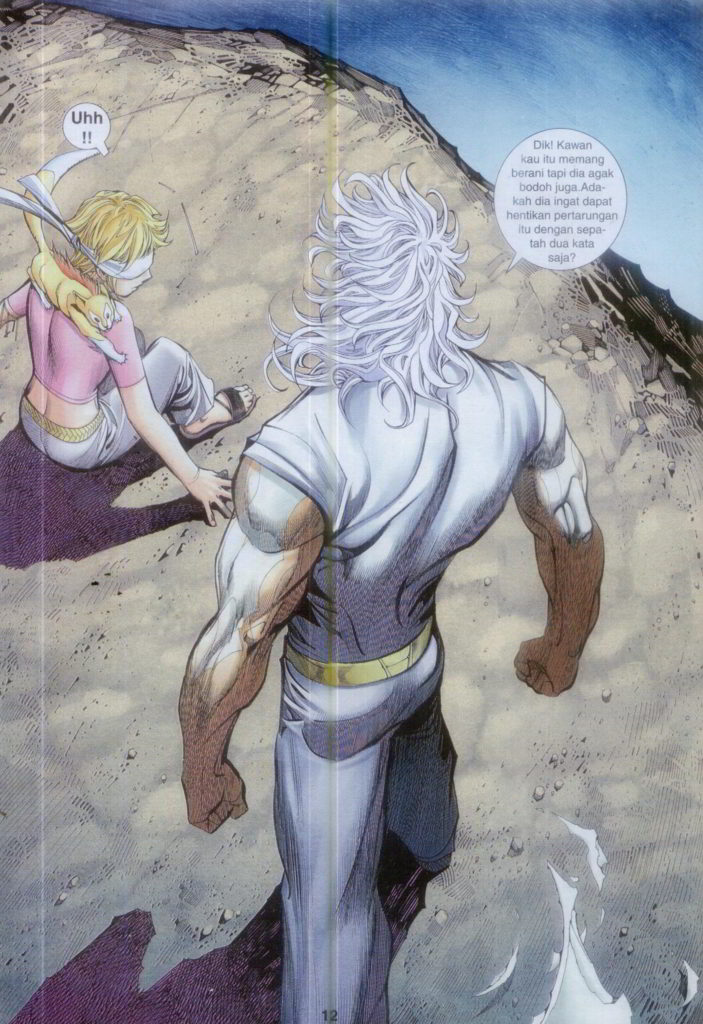 Uhh
!!
Dik! Kawan
kau itu memang
berani tapi dia agak
bodoh juga.Ada-
kah dia ingat dapat
hentikan pertarungan
itu dengan sepa-
tah dua kata
saja?
12